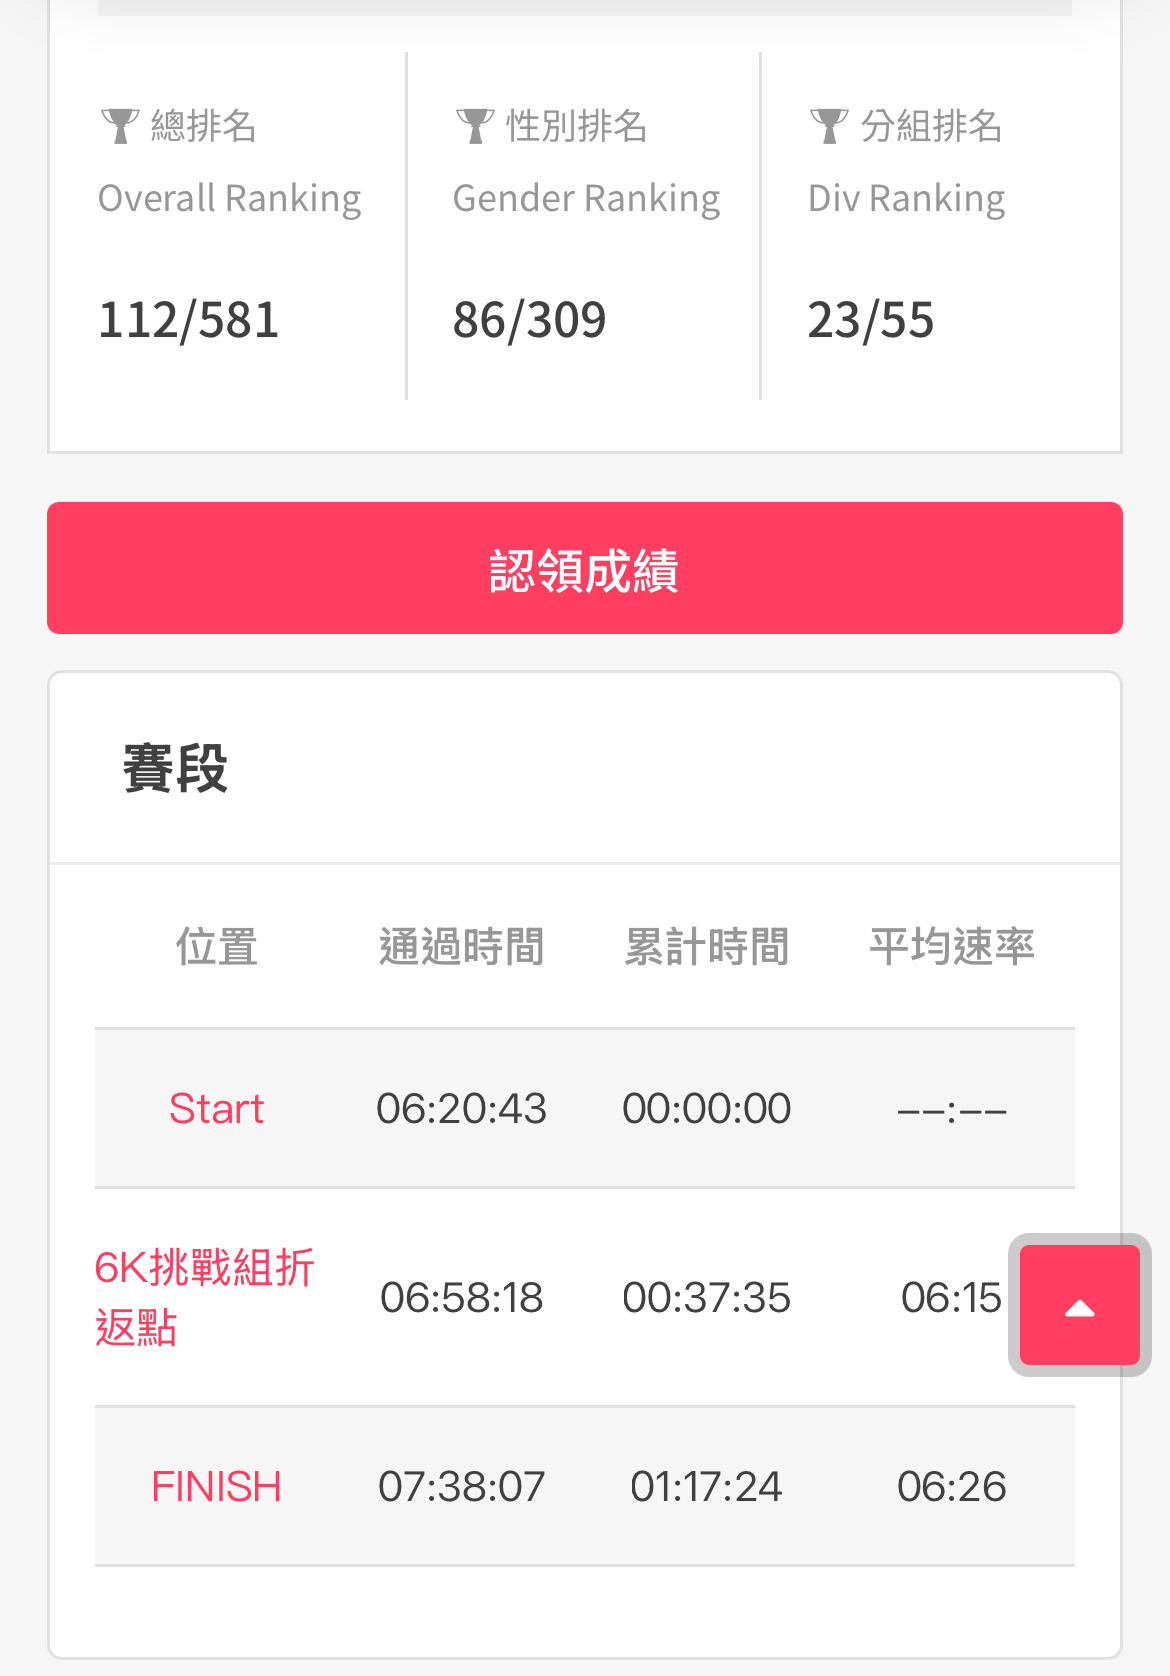 總排名
Overall Ranking
112/581
性別排名
Gender Ranking
86/309
分組排名
Div Ranking
23/55
認領成績
賽段
位置 通過時間 累計時間 平均速率
Start 06:20:43 00:00:00 --:--
6K挑戰組折
返點 06:58:18 00:37:35 06:15
FINISH 07:38:07 01:17:24 06:26